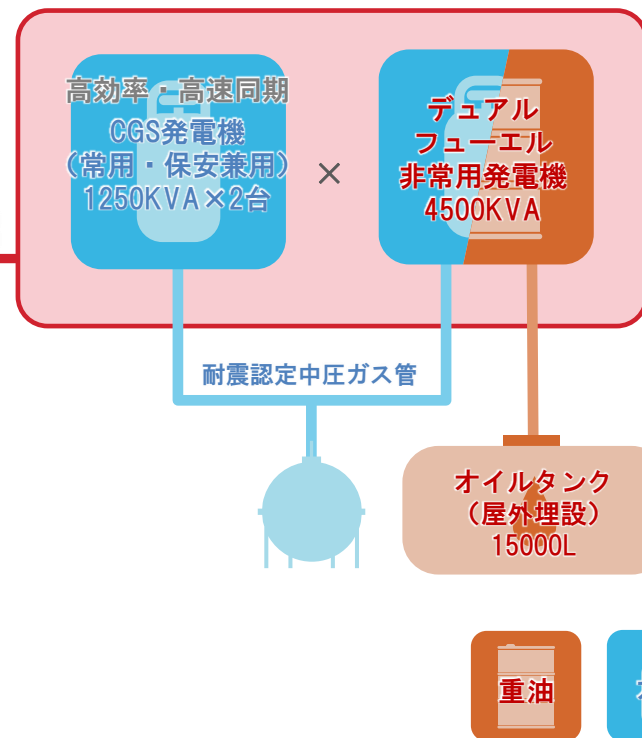 高効率・高速同期
CGS発電機
（常用・保安兼用）
1250KVA×2台
×
デュアル
フューエル
非常用発電機
4500KVA
耐震認定中圧ガス管
オイルタンク
（屋外埋設）
15000L
重油